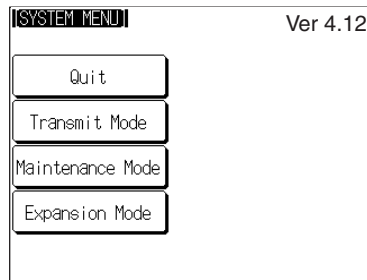 [SYSTEM MENU]
Ver 4.12
Quit
Transmit Mode
Maintenance Mode
Expansion Mode